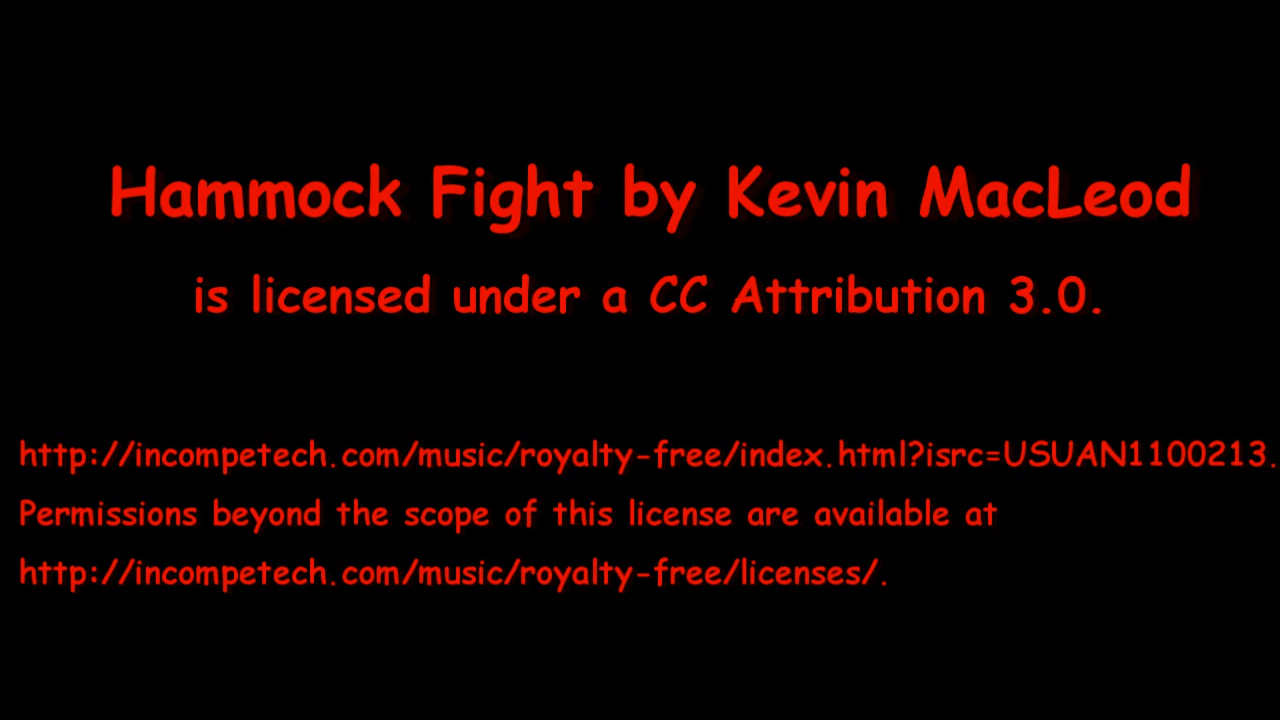 Hammock Fight by Kevin MacLeod
is licensed under a CC Attribution 3.0.
http://incompetech.com/music/royalty-free/index.html?isrc=USUAN1100213.
Permissions beyond the scope of this license are available at
http://incompetech.com/music/royalty-free/licenses/.